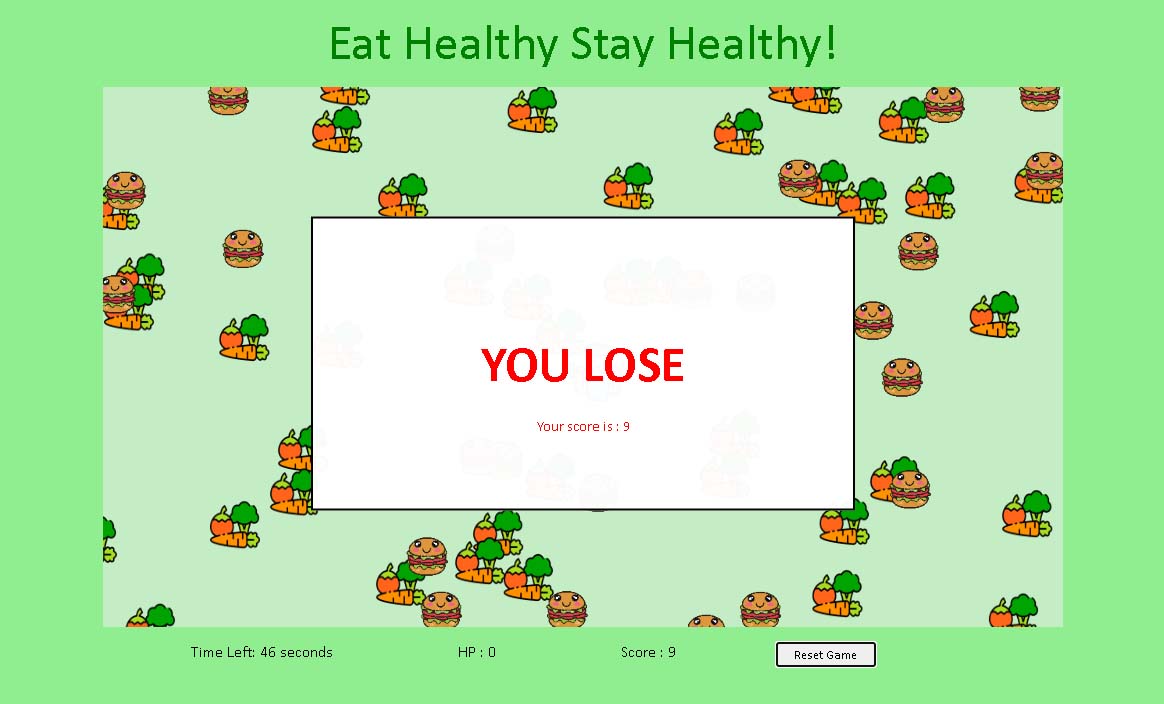 Eat Healthy Stay Healthy!
YOU LOSE
Your score is : 9
Time Left: 46 seconds HP : 0 Score : 9 Reset Game